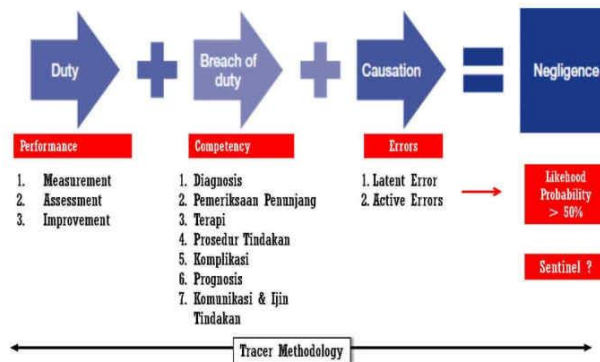 Duty
Breach of
duty
Causation
Negligence
Performance
1. Measurement
2. Assessment
3. Improvement
Competency
1. Diagnosis
2. Pemeriksaan Penunjang
3. Terapi
4. Prosedur Tindakan
5. Komplikasi
6. Prognosis
7. Komunikasi & Ijin
Tindakan
Errors
1. Latent Error
2. Active Errors
Likehood
Probability
> 50%
Sentinel ?
Tracer Methodology